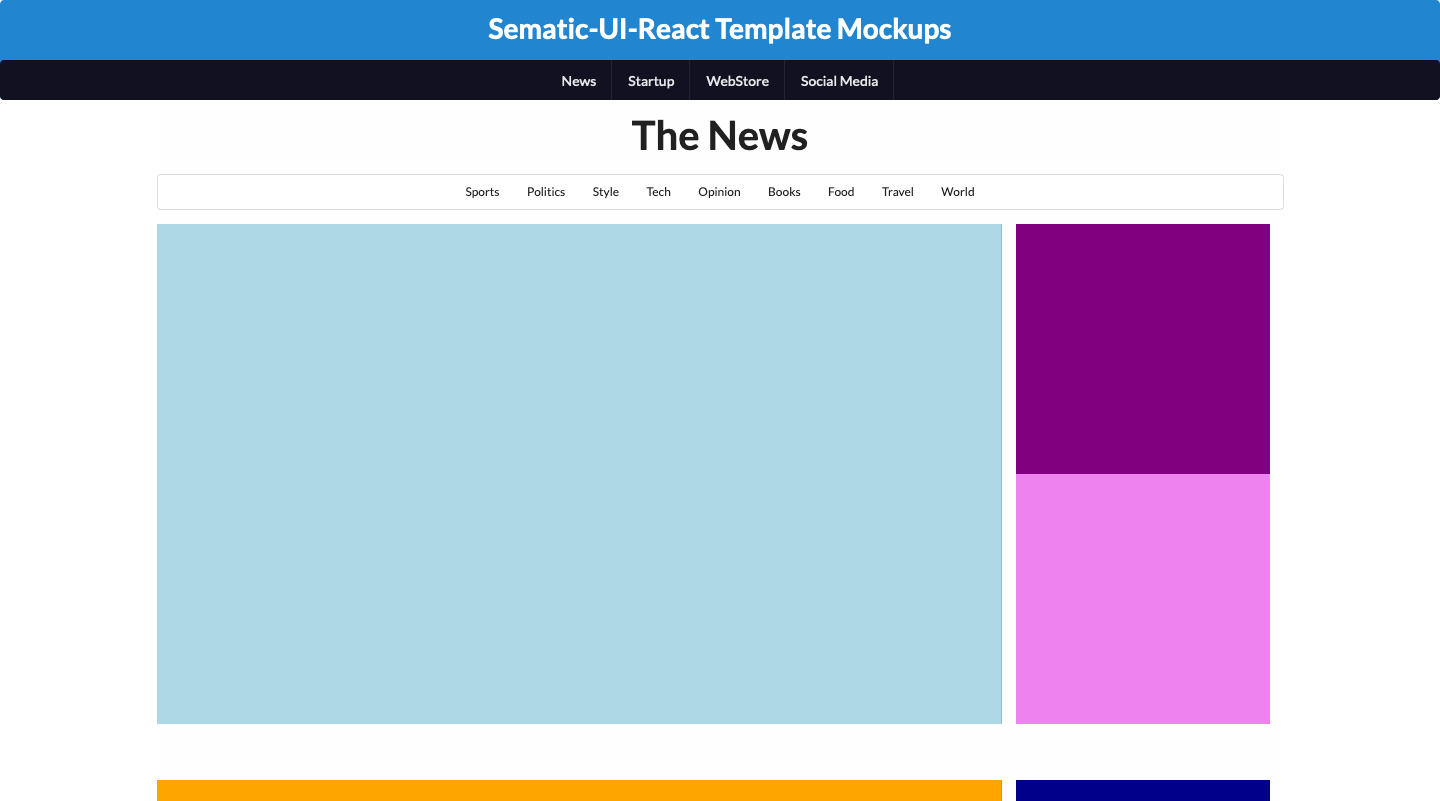 Sematic-UI-React Template Mockups
News Startup WebStore Social Media
The News
Sports Politics Style Tech Opinion Books Food Travel World